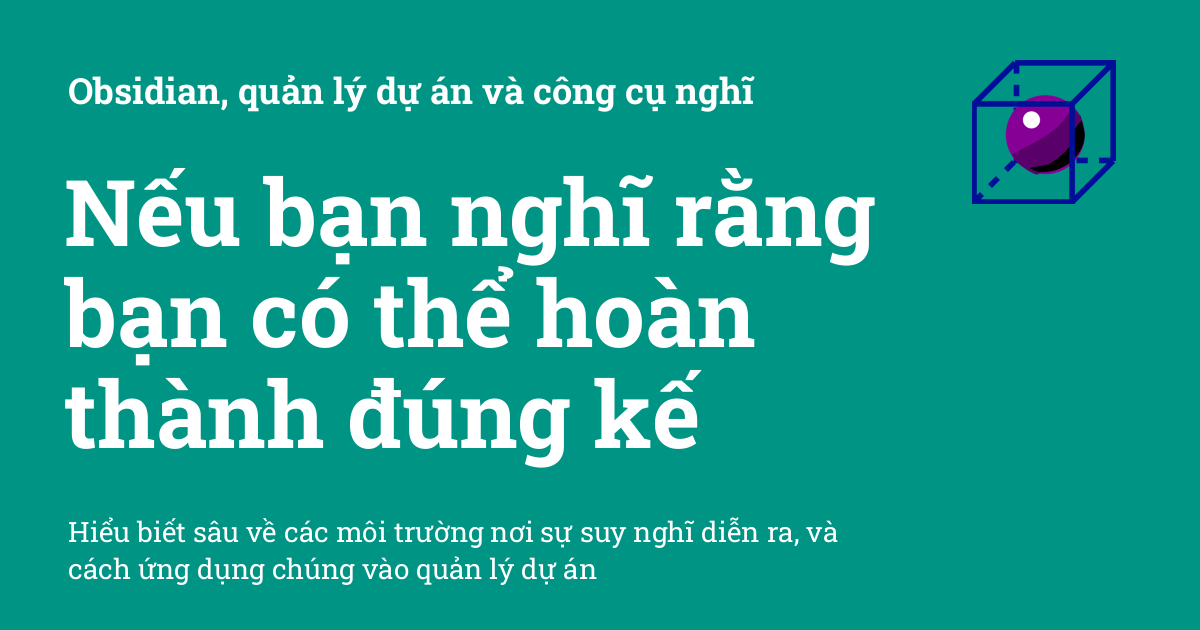 Obsidian, quản lý dự án và công cụ nghĩ
Nếu bạn nghĩ rằng
bạn có thể hoàn
thành đúng kế
Hiểu biết sâu về các môi trường nơi sự suy nghĩ diễn ra, và
cách ứng dụng chúng vào quản lý dự án